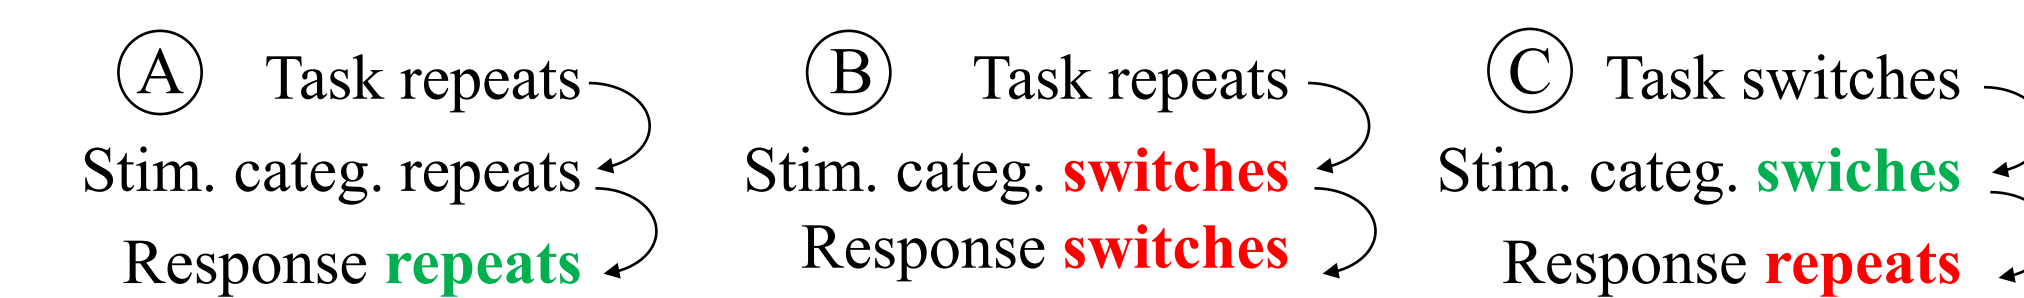 A Task repeats
Stim. categ. repeats
Response repeats
B Task repeats
Stim. categ. switches
Response switches
C Task switches
Stim. categ. swiches
Response repeats